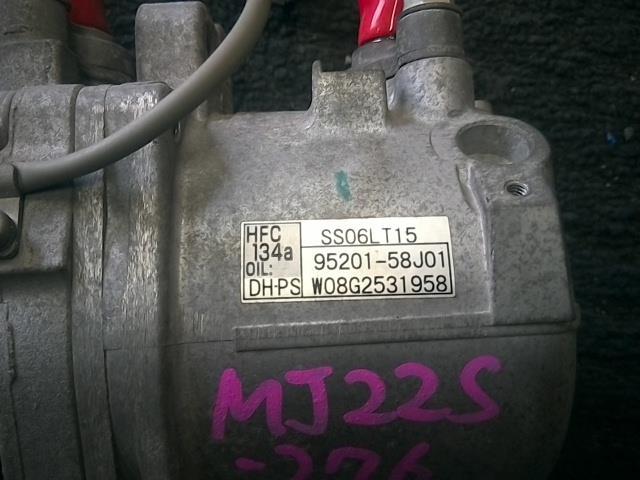 HFC
134a
OIL:
DH-PS
SS06LT15
95201-58J01
W08G2531958
MJ22S